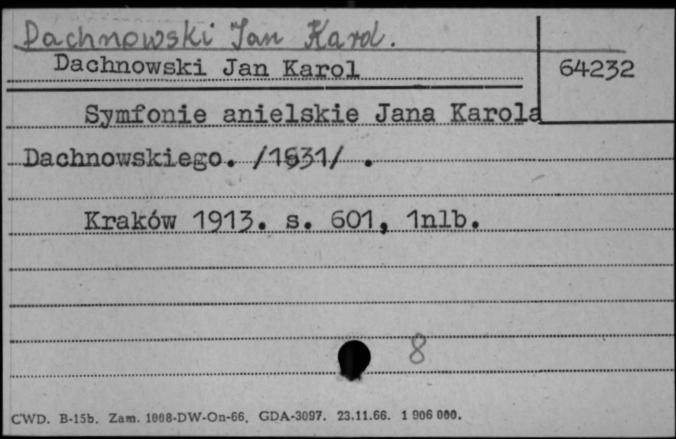 Dachnowski Jan Karol.
Dachnowski Jan Karol
64232
Symfonie anielskie Jana Karola
Dachnowskiego. /1631/ .
Kraków 1913. s. 601, 1nlb.
8
CWD. B-15b. Zam. 1008-DW-On-66. GDA-3097. 23.11.66. 1 906 000.